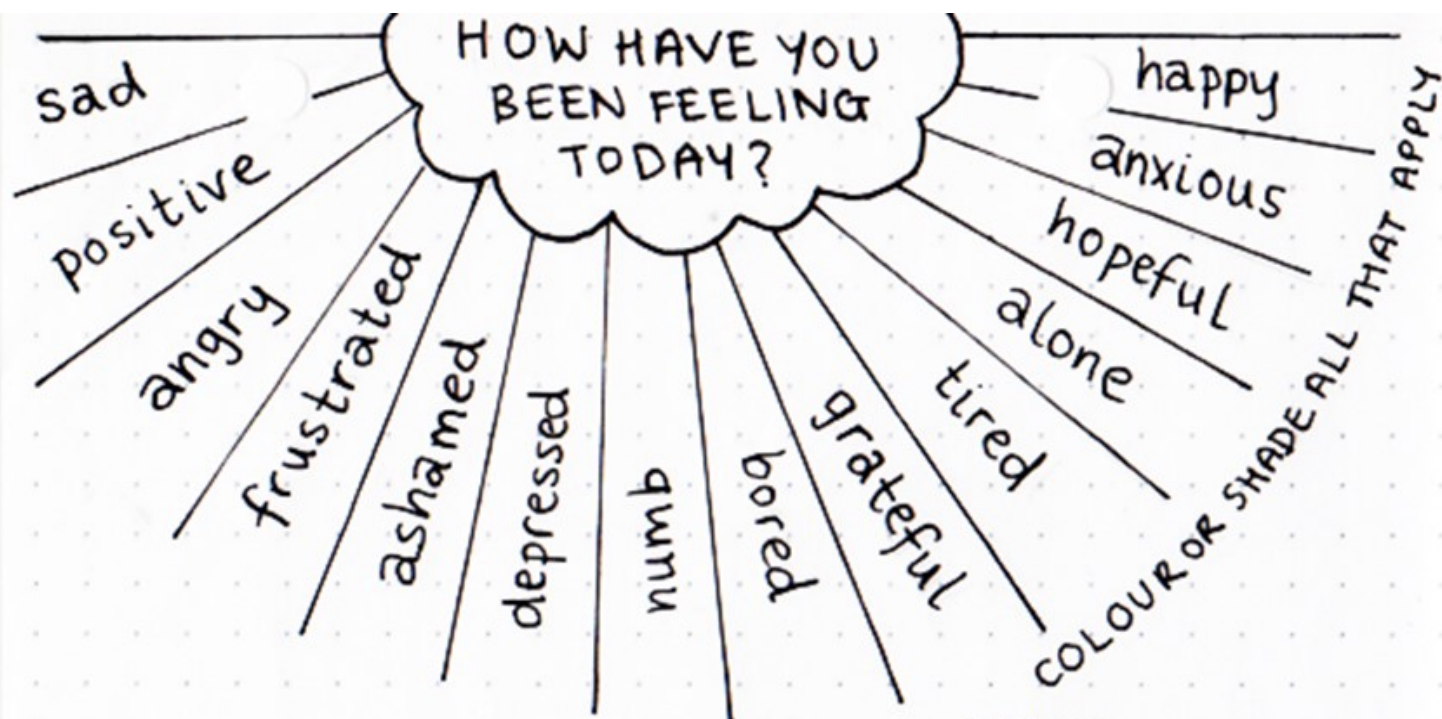 HOW HAVE YOU
BEEN FEELING
TODAY?
sad
positive
angry
frustrated
ashamed
depressed
numb
bored
grateful
tired
alone
hopeful
anxious
happy
COLOUR OR SHADE ALL THAT APPLY